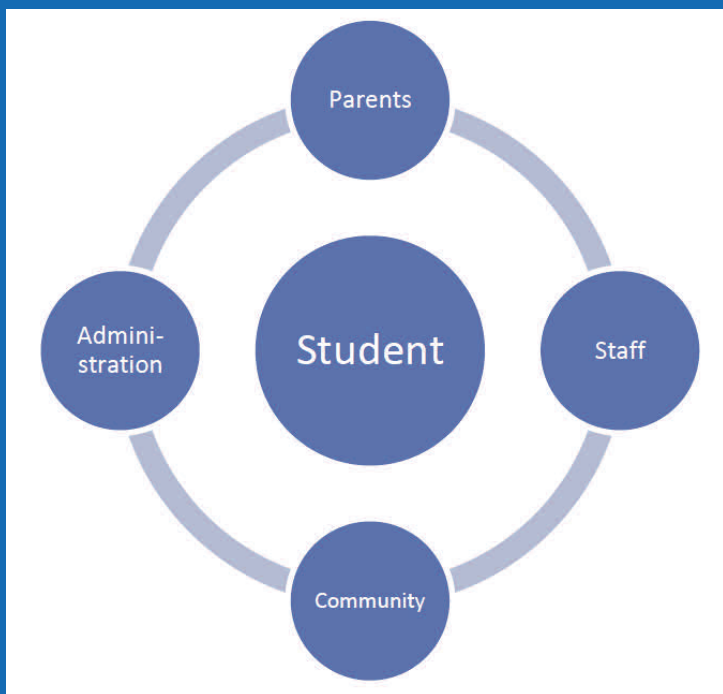 Parents
Admini-
stration
Student
Staff
Community